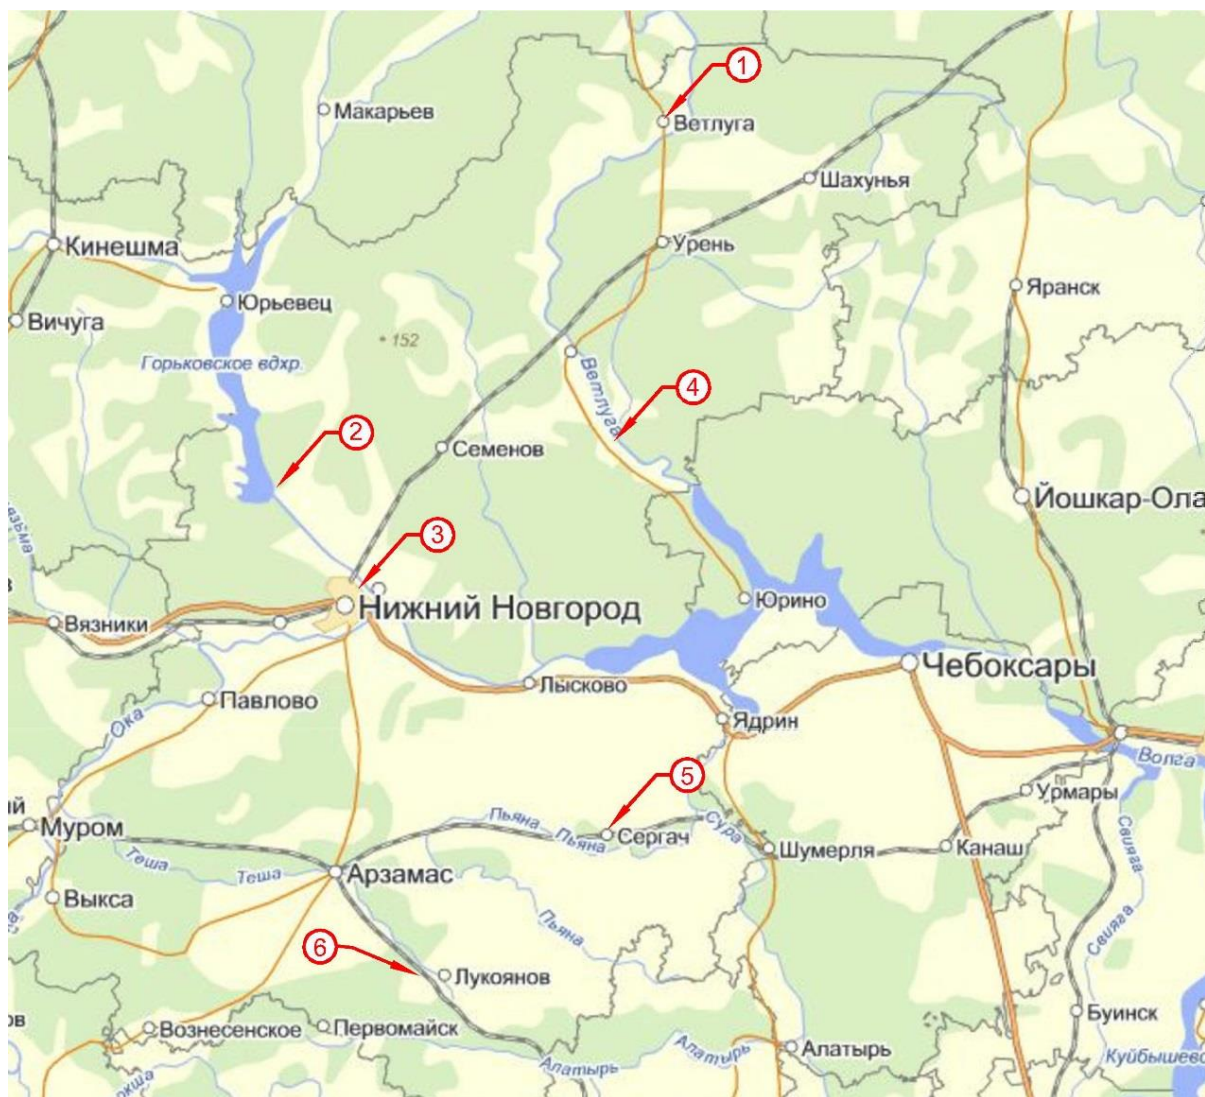 1
Макарьев
Ветлуга
Шахунья
Кинешма
Урень
Яранск
Юрьевец
Вичуга
152
Горьковское вдхр.
Ветлуга
4
2
Семенов
Йошкар-Ола
3
Юрино
Нижний Новгород
Вязники
Чебоксары
Лысково
Павлово
Ока
Ядрин
Волга
5
Урмары
Пьяна
Пьяна
Сергач
Сура
Муром
Шумерля
Канаш
Свияга
Теша
Теша
Арзамас
Выкса
Пьяна
Свияга
6
Лукоянов
Вознесенское
Первомайск
Буинск
Алатырь
Алатырь
Алатырь
Куйбышевс